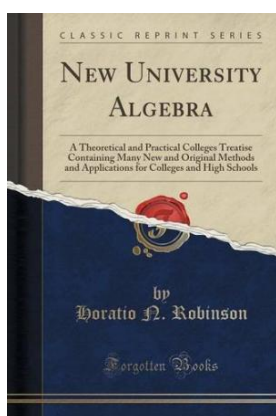 CLASSIC REPRINT SERIES
NEW UNIVERSITY
ALGEBRA
A Theoretical and Practical Colleges Treatise
Containing Many New and Original Methods
and Applications for Colleges and High Schools
by
Horatio N. Robinson
Forgotten Books